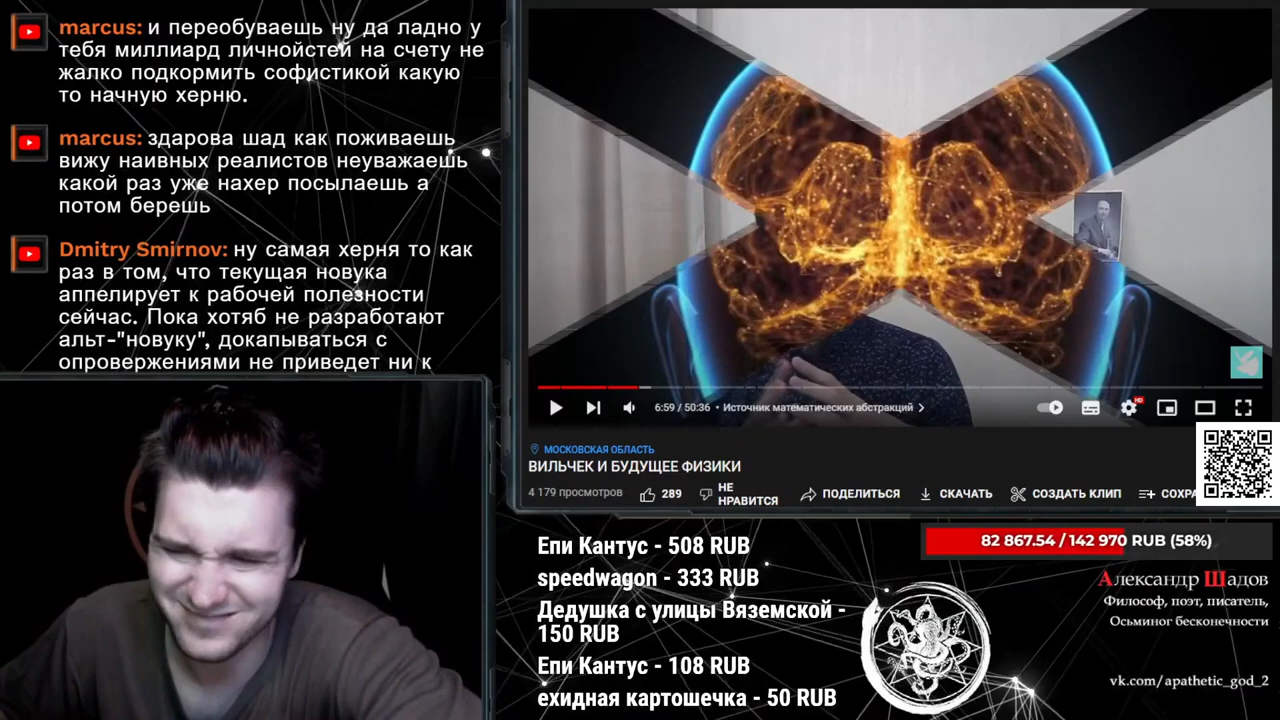 marcus: и переобуваешь ну да ладно у
тебя миллиард личнойстей на счету не
жалко подкормить софистикой какую
то начную херню.
marcus: здарова шад как поживаешь
вижу наивных реалистов неуважаешь
какой раз уже нахер посылаешь а
потом берешь
Dmitry Smirnov: ну самая херня то как
раз в том, что текущая новука
аппелирует к рабочей полезности
сейчас. Пока хотяб не разработают
альт-"новуку", докапываться с
опровержениями не приведет ни к
6:59 / 50:36 • Источник математических абстракций
HD
МОСКОВСКАЯ ОБЛАСТЬ
ВИЛЬЧЕК И БУДУЩЕЕ ФИЗИКИ
4 179 просмотров
289
НЕ
НРАВИТСЯ
ПОДЕЛИТЬСЯ
СКАЧАТЬ
СОЗДАТЬ КЛИП
СОХРА
Епи Кантус - 508 RUB
speedwagon - 333 RUB
Дедушка с улицы Вяземской -
150 RUB
Епи Кантус - 108 RUB
ехидная картошечка - 50 RUB
82 867.54 / 142 970 RUB (58%)
Александр Шадов
Философ, поэт, писатель,
Осьминог бесконечности
vk.com/apathetic_god_2